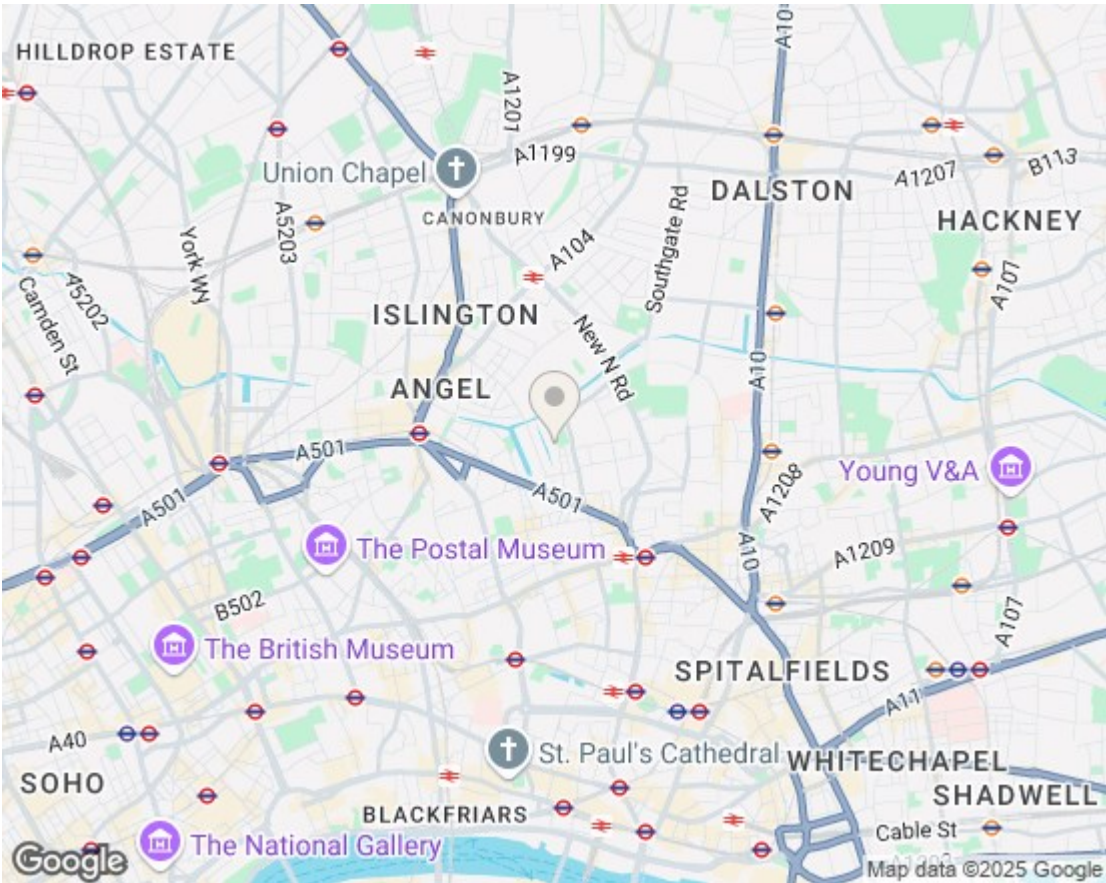 HILLDROP ESTATE
A10
A1201
A1199
Union Chapel
CANONBURY
DALSTON
A1207
B113
HACKNEY
A5203
York WY
A104
Southgate Rd
A5202
Camden St
A107
ISLINGTON
New N Rd
ANGEL
A10
A501
Young V&A
A501
A501
A1208
The Postal Museum
A10
A1209
B502
A107
The British Museum
SPITALFIELDS
A11
A40
St. Paul's Cathedral
WHITECHAPEL
SOHO
SHADWELL
BLACKFRIARS
Cable St
The National Gallery
Google
Map data ©2025 Google